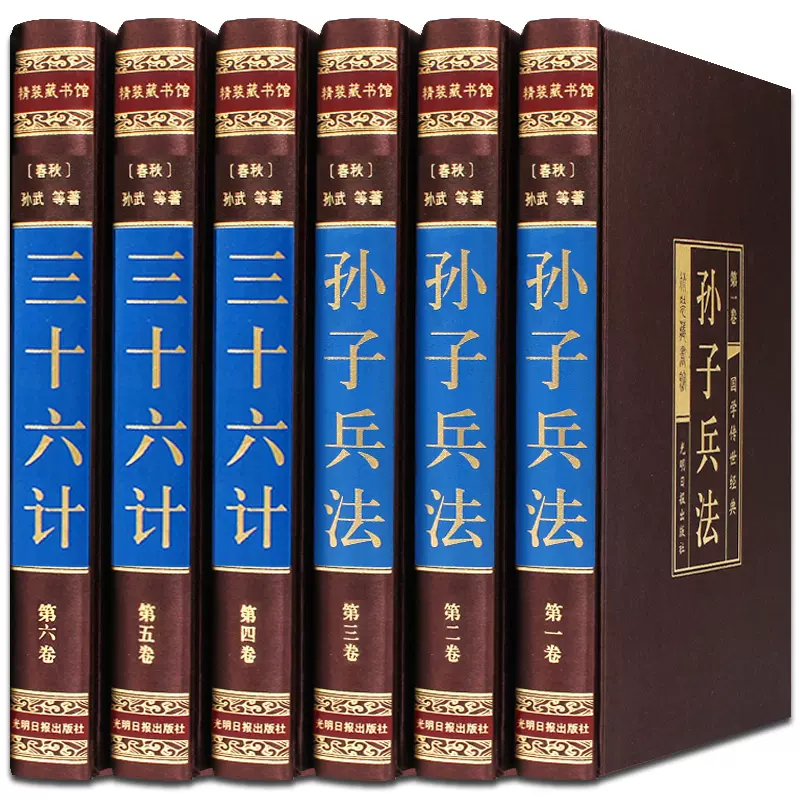 精装藏书馆
［春秋］
孙武 等著
三十六计
第六卷
光明日报出版社
精装藏书馆
［春秋］
孙武 等著
三十六计
第五卷
光明日报出版社
精装藏书馆
［春秋］
孙武 等著
三十六计
第四卷
光明日报出版社
精装藏书馆
［春秋］
孙武 等著
孙子兵法
第三卷
光明日报出版社
精装藏书馆
［春秋］
孙武 等著
孙子兵法
第二卷
光明日报出版社
精装藏书馆
［春秋］
孙武 等著
孙子兵法
第一卷
光明日报出版社
第一卷
国学传世经典
孙子兵法
光明日报出版社